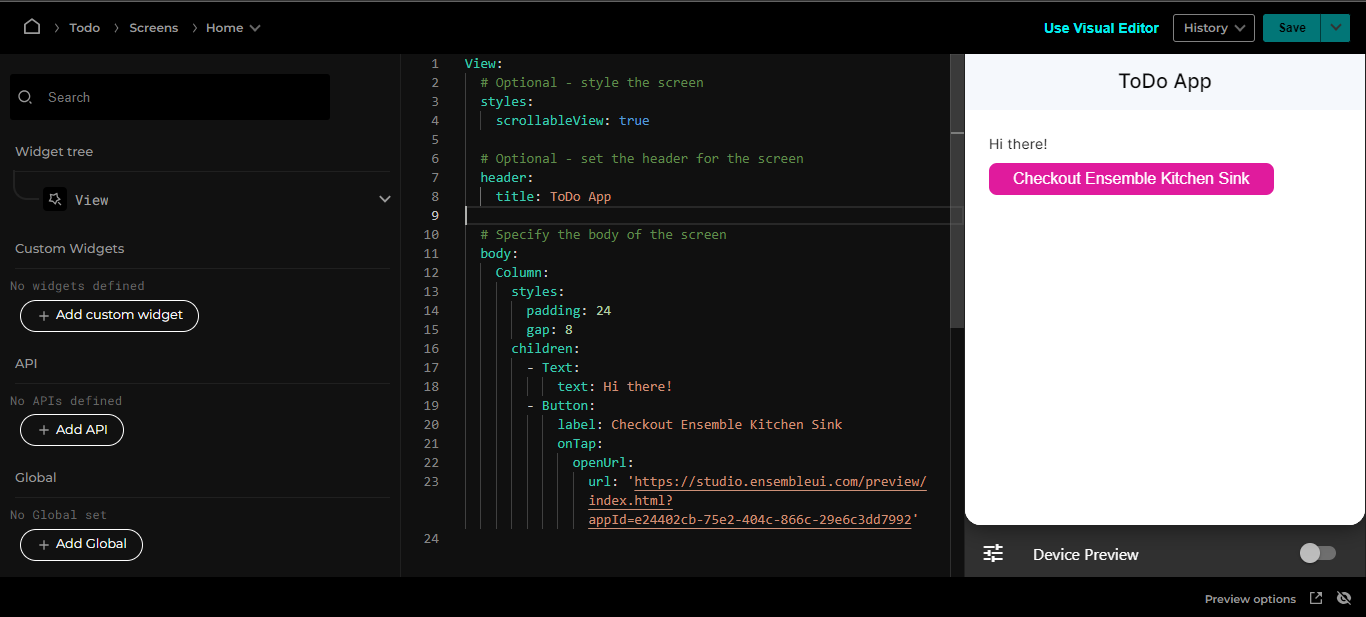 Todo
Screens
Home
Use Visual Editor
History
Save
Search
Widget tree
View
Custom Widgets
No widgets defined
+ Add custom widget
API
No APIs defined
+ Add API
Global
No Global set
+ Add Global
1 View:
2 # Optional - style the screen
3 styles:
4 scrollableView: true
5
6 # Optional - set the header for the screen
7 header:
8 title: ToDo App
9
10 # Specify the body of the screen
11 body:
12 Column:
13 styles:
14 padding: 24
15 gap: 8
16 children:
17 - Text:
18 text: Hi there!
19 - Button:
20 label: Checkout Ensemble Kitchen Sink
21 onTap:
22 openUrl:
23 url: 'https://studio.ensembleui.com/preview/
index.html?
appId=e24402cb-75e2-404c-866c-29e6c3dd7992'
24
ToDo App
Hi there!
Checkout Ensemble Kitchen Sink
Device Preview
Preview options